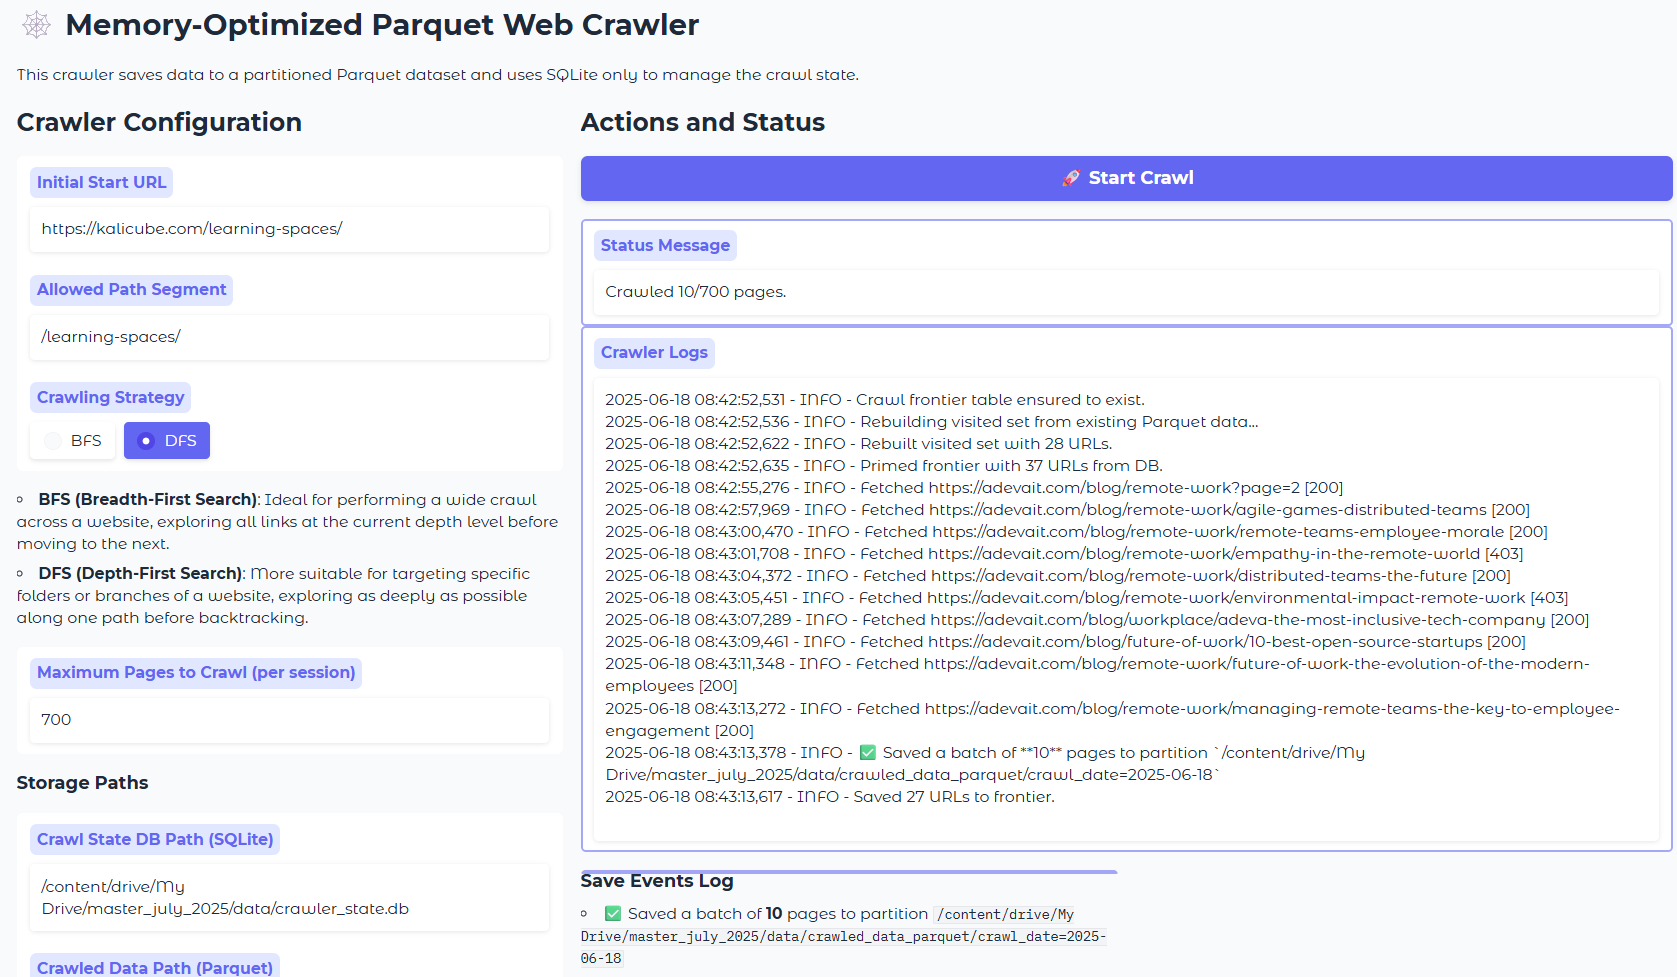 Memory-Optimized Parquet Web Crawler
This crawler saves data to a partitioned Parquet dataset and uses SQLite only to manage the crawl state.
Crawler Configuration
Initial Start URL
https://kalicube.com/learning-spaces/
Allowed Path Segment
/learning-spaces/
Crawling Strategy
BFS
DFS
BFS (Breadth-First Search): Ideal for performing a wide crawl
across a website, exploring all links at the current depth level before
moving to the next.
DFS (Depth-First Search): More suitable for targeting specific
folders or branches of a website, exploring as deeply as possible
along one path before backtracking.
Maximum Pages to Crawl (per session)
700
Storage Paths
Crawl State DB Path (SQLite)
/content/drive/My
Drive/master_july_2025/data/crawler_state.db
Crawled Data Path (Parquet)
Actions and Status
🚀 Start Crawl
Status Message
Crawled 10/700 pages.
Crawler Logs
2025-06-18 08:42:52,531 - INFO - Crawl frontier table ensured to exist.
2025-06-18 08:42:52,536 - INFO - Rebuilding visited set from existing Parquet data...
2025-06-18 08:42:52,622 - INFO - Rebuilt visited set with 28 URLs.
2025-06-18 08:42:52,635 - INFO - Primed frontier with 37 URLs from DB.
2025-06-18 08:42:55,276 - INFO - Fetched https://adevait.com/blog/remote-work?page=2 [200]
2025-06-18 08:42:57,969 - INFO - Fetched https://adevait.com/blog/remote-work/agile-games-distributed-teams [200]
2025-06-18 08:43:00,470 - INFO - Fetched https://adevait.com/blog/remote-work/remote-teams-employee-morale [200]
2025-06-18 08:43:01,708 - INFO - Fetched https://adevait.com/blog/remote-work/empathy-in-the-remote-world [403]
2025-06-18 08:43:04,372 - INFO - Fetched https://adevait.com/blog/remote-work/distributed-teams-the-future [200]
2025-06-18 08:43:05,451 - INFO - Fetched https://adevait.com/blog/remote-work/environmental-impact-remote-work [403]
2025-06-18 08:43:07,289 - INFO - Fetched https://adevait.com/blog/workplace/adeva-the-most-inclusive-tech-company [200]
2025-06-18 08:43:09,461 - INFO - Fetched https://adevait.com/blog/future-of-work/10-best-open-source-startups [200]
2025-06-18 08:43:11,348 - INFO - Fetched https://adevait.com/blog/remote-work/future-of-work-the-evolution-of-the-modern-
employees [200]
2025-06-18 08:43:13,272 - INFO - Fetched https://adevait.com/blog/remote-work/managing-remote-teams-the-key-to-employee-
engagement [200]
2025-06-18 08:43:13,378 - INFO - ✅ Saved a batch of **10** pages to partition `/content/drive/My
Drive/master_july_2025/data/crawled_data_parquet/crawl_date=2025-06-18`
2025-06-18 08:43:13,617 - INFO - Saved 27 URLs to frontier.
Save Events Log
✅ Saved a batch of 10 pages to partition /content/drive/My
Drive/master_july_2025/data/crawled_data_parquet/crawl_date=2025-
06-18